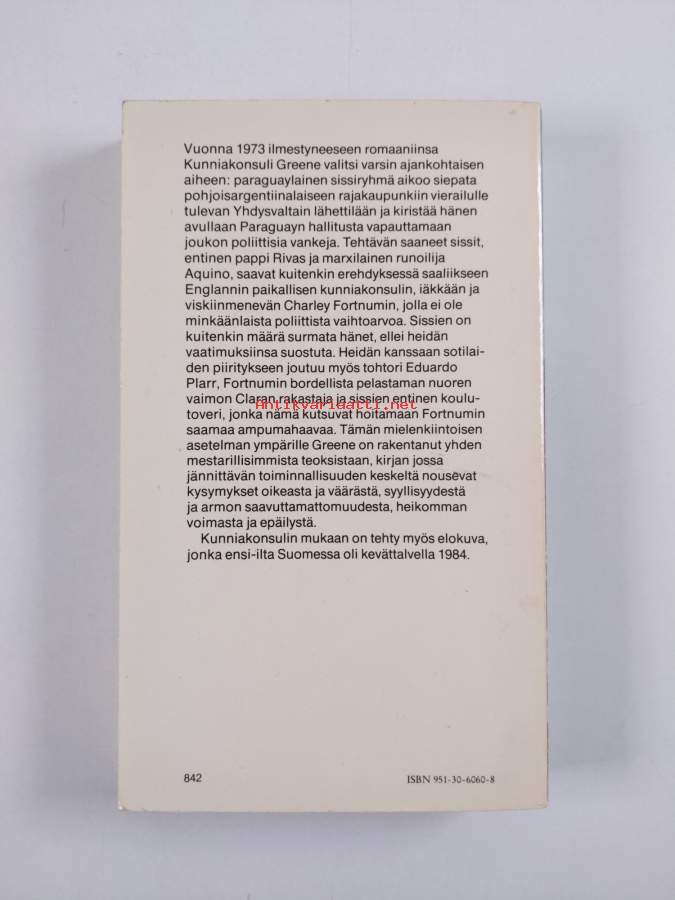 Vuonna 1973 ilmestyneeseen romaaniinsa
Kunniakonsuli Greene valitsi varsin ajankohtaisen
aiheen: paraguaylainen sissiryhmä aikoo siepata
pohjoisargentiinalaiseen rajakaupunkiin vierailulle
tulevan Yhdysvaltain lähettilään ja kiristää hänen
avullaan Paraguayn hallitusta vapauttamaan
joukon poliittisia vankeja. Tehtävän saaneet sissit,
entinen pappi Rivas ja marxilainen runoilija
Aquino, saavat kuitenkin erehdyksessä saaliikseen
Englannin paikallisen kunniakonsulin, iäkkään ja
viskiinmenevän Charley Fortnumin, jolla ei ole
minkäänlaista poliittista vaihtoarvoa. Sissien on
kuitenkin määrä surmata hänet, ellei heidän
vaatimuksiinsa suostuta. Heidän kanssaan sotilai-
den piiritykseen joutuu myös tohtori Eduardo
Plarr, Fortnumin bordellista pelastaman nuoren
vaimon Claran rakastaja ja sissien entinen koulu-
Antikvariaatti.net
toveri, jonka nämä kutsuvat hoitamaan Fortnumin
saamaa ampumahaavaa. Tämän mielenkiintoisen
asetelman ympärille Greene on rakentanut yhden
mestarillisimmista teoksistaan, kirjan jossa
jännittävän toiminnallisuuden keskeltä nousevat
kysymykset oikeasta ja väärästä, syyllisyydestä
ja armon saavuttamattomuudesta, heikomman
voimasta ja epäilystä.
Kunniakonsulin mukaan on tehty myös elokuva,
jonka ensi-ilta Suomessa oli kevättalvella 1984.
842
ISBN 951-30-6060-8